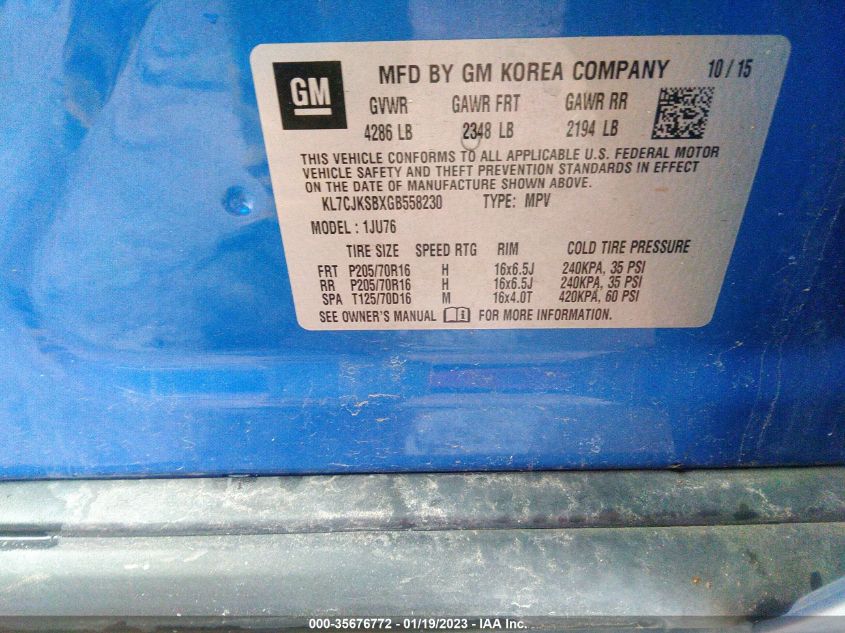 GM
MFD BY GM KOREA COMPANY 10 / 15
GVWR GAWR FRT GAWR RR
4286 LB 2348 LB 2194 LB
THIS VEHICLE CONFORMS TO ALL APPLICABLE U.S. FEDERAL MOTOR
VEHICLE SAFETY AND THEFT PREVENTION STANDARDS IN EFFECT
ON THE DATE OF MANUFACTURE SHOWN ABOVE.
KL7CJKSBXGB558230 TYPE: MPV
MODEL : 1JU76
TIRE SIZE SPEED RTG RIM COLD TIRE PRESSURE
FRT P205/70R16 H 16x6.5J 240KPA, 35 PSI
RR P205/70R16 H 16x6.5J 240KPA, 35 PSI
SPA T125/70D16 M 16x4.0T 420KPA, 60 PSI
SEE OWNER'S MANUAL FOR MORE INFORMATION.
000-35676772 - 01/19/2023 - IAA Inc.